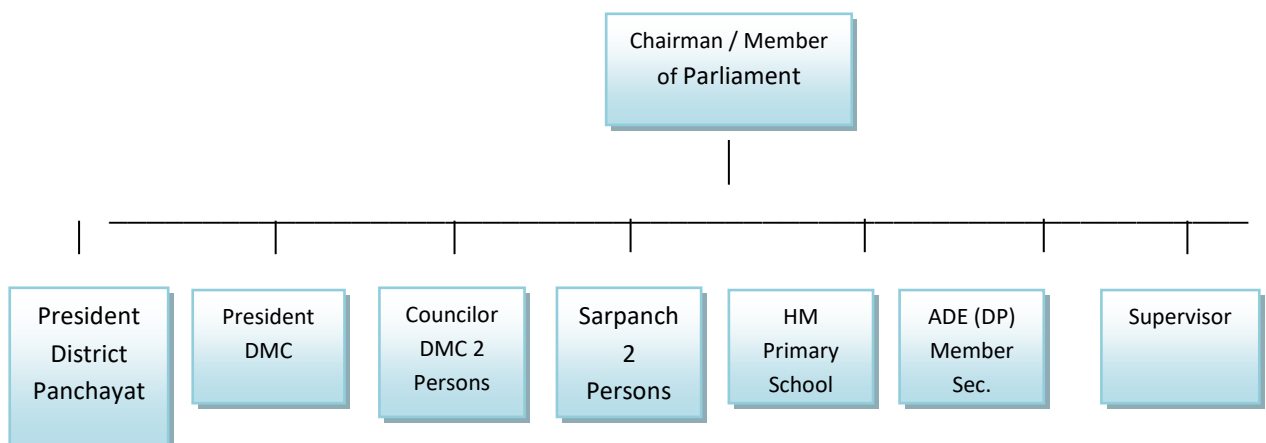 Chairman / Member
of Parliament
President
District
Panchayat
President
DMC
Councilor
DMC 2
Persons
Sarpanch
2
Persons
HM
Primary
School
ADE (DP)
Member
Sec.
Supervisor